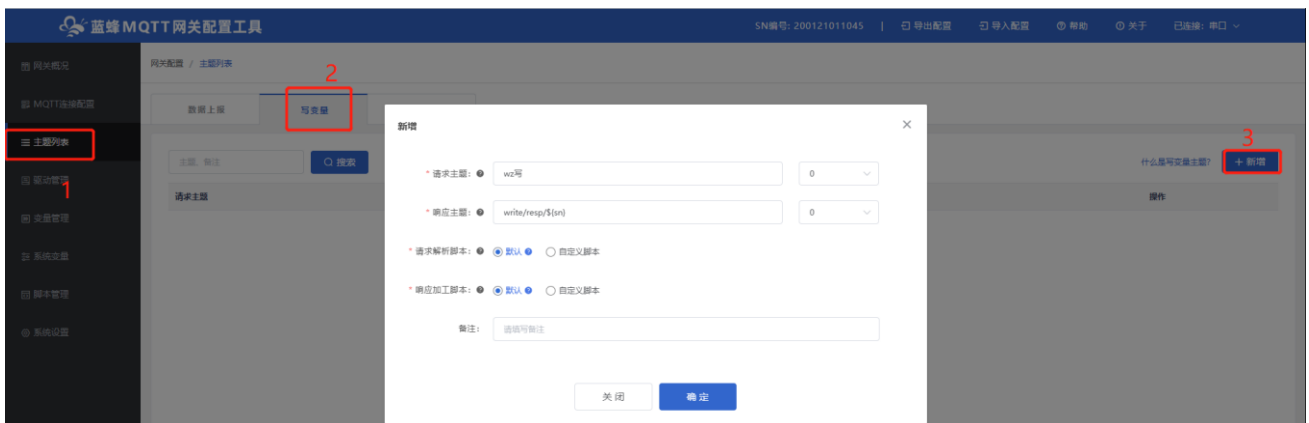 蓝蜂MQTT网关配置工具 SN编号: 200121011045 | 导出配置 导入配置 帮助 关于 已连接: 串口
网关概况
网关配置 / 主题列表
2
MQTT连接配置
数据上报 写变量
新增
主题列表
3
主题、备注 搜索
什么是写变量主题? + 新增
* 请求主题: wz写 0
驱动管理
1
请求主题 操作
* 响应主题: write/resp/${sn} 0
变量管理
* 请求解析脚本: 默认 自定义脚本
系统变量
* 响应加工脚本: 默认 自定义脚本
脚本管理
备注: 请填写备注
系统设置
关闭 确定